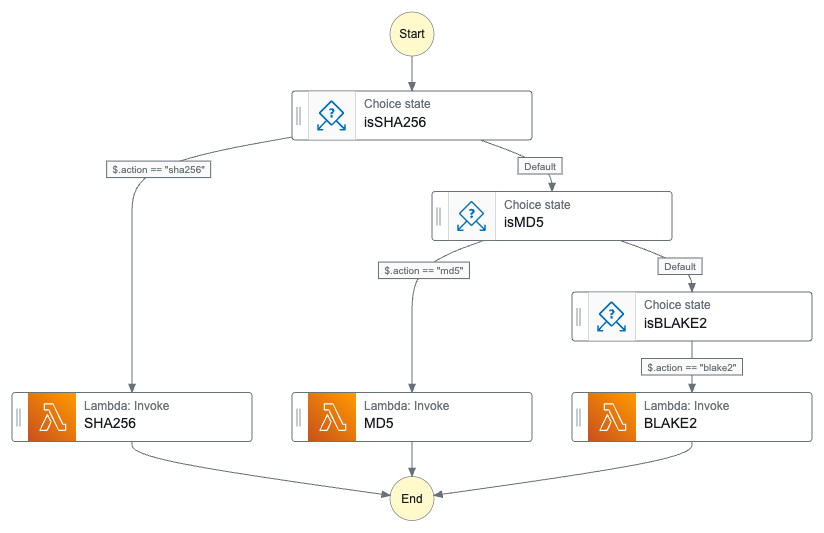 Start
Choice state
isSHA256
$.action == "sha256"
Default
Choice state
isMD5
$.action == "md5"
Default
Choice state
isBLAKE2
$.action == "blake2"
Lambda: Invoke
SHA256
Lambda: Invoke
MD5
Lambda: Invoke
BLAKE2
End